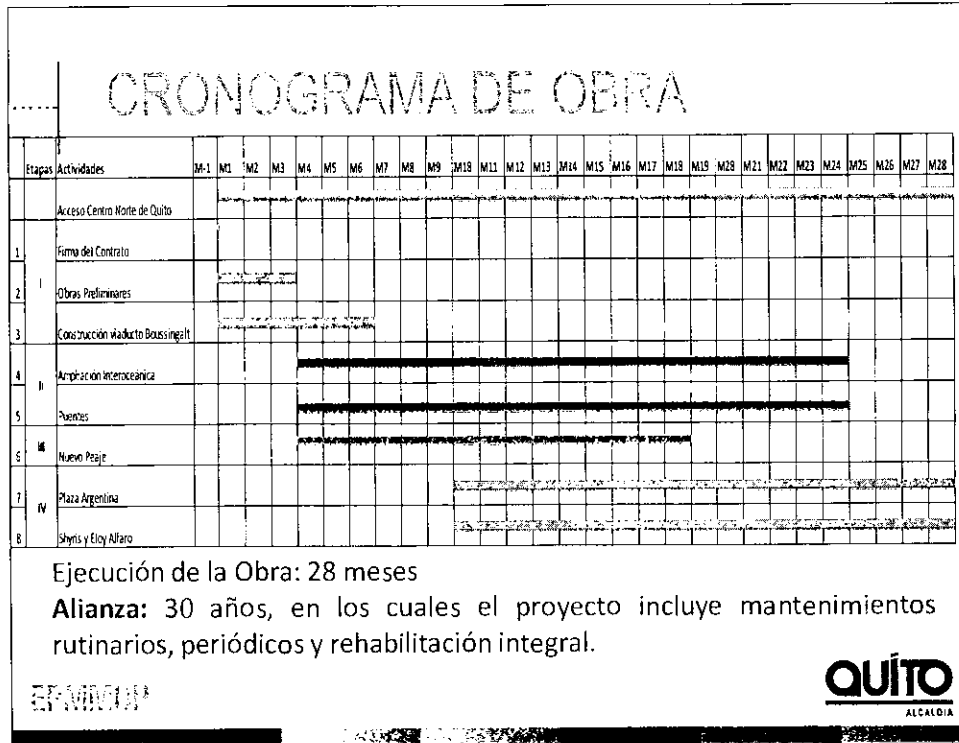 CRONOGRAMA DE OBRA
Etapas Actividades M-1 M1 M2 M3 M4 M5 M6 M7 M8 M9 M10 M11 M12 M13 M14 M15 M16 M17 M18 M19 M20 M21 M22 M23 M24 M25 M26 M27 M28
Acceso Centro Norte de Quito
1 Firma del Contrato
I
2 Obras Preliminares
3 Construcción viaducto Boussingalt
4 Ampliación Interoceánica
II
5 Puentes
III
6 Nuevo Peaje
7 Plaza Argentina
IV
8 Shyris y Eloy Alfaro
Ejecución de la Obra: 28 meses
Alianza: 30 años, en los cuales el proyecto incluye mantenimientos
rutinarios, periódicos y rehabilitación integral.
EPMMOP
QUITO
ALCALDIA